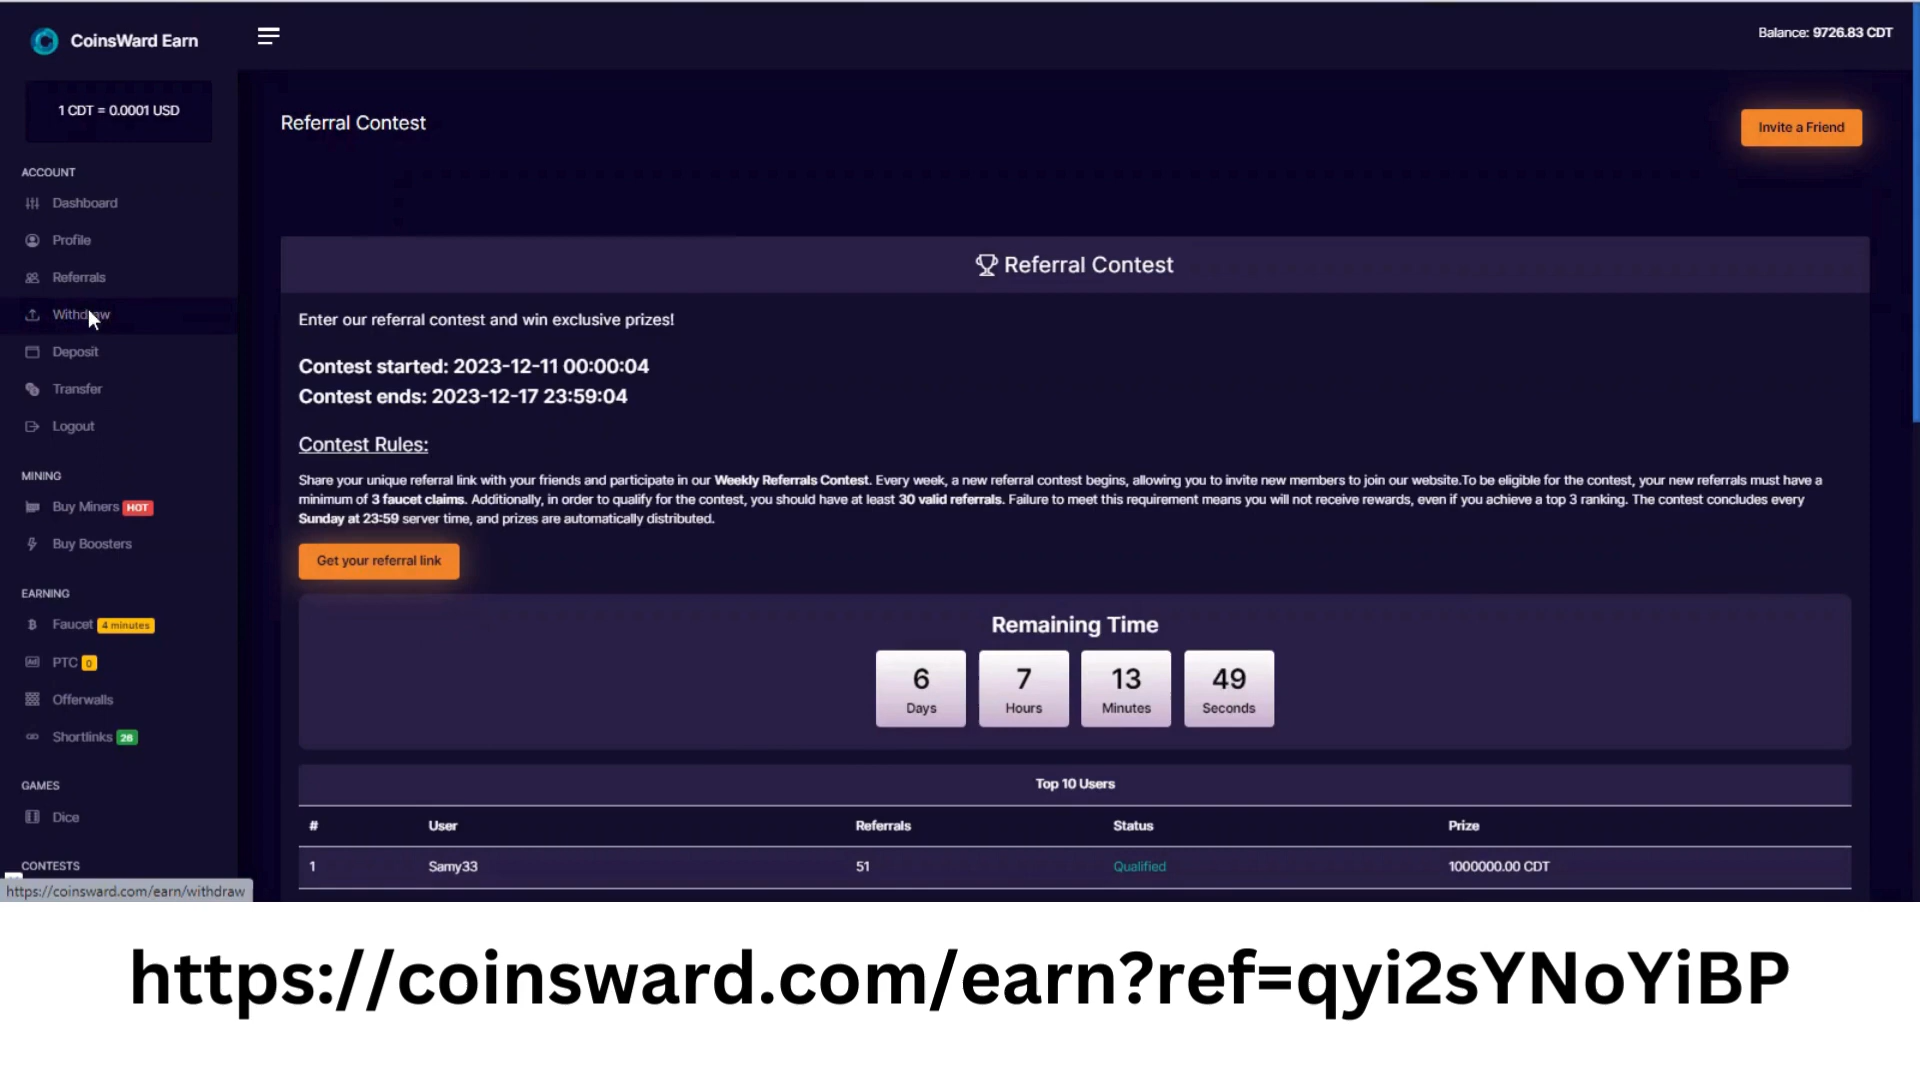 CoinsWard Earn
Balance: 9726.83 CDT
1 CDT = 0.0001 USD
ACCOUNT
Dashboard
Profile
Referrals
Withdraw
Deposit
Transfer
Logout
MINING
Buy Miners HOT
Buy Boosters
EARNING
Faucet 4 minutes
PTC 0
Offerwalls
Shortlinks 26
GAMES
Dice
CONTESTS
https://coinsward.com/earn/withdraw
Referral Contest
Invite a Friend
Referral Contest
Enter our referral contest and win exclusive prizes!
Contest started: 2023-12-11 00:00:04
Contest ends: 2023-12-17 23:59:04
Contest Rules:
Share your unique referral link with your friends and participate in our Weekly Referrals Contest. Every week, a new referral contest begins, allowing you to invite new members to join our website.To be eligible for the contest, your new referrals must have a
minimum of 3 faucet claims. Additionally, in order to qualify for the contest, you should have at least 30 valid referrals. Failure to meet this requirement means you will not receive rewards, even if you achieve a top 3 ranking. The contest concludes every
Sunday at 23:59 server time, and prizes are automatically distributed.
Get your referral link
Remaining Time
6 7 13 49
Days Hours Minutes Seconds
Top 10 Users
# User Referrals Status Prize
1 Samy33 51 Qualified 1000000.00 CDT
https://coinsward.com/earn?ref=qyi2sYNoYiBP